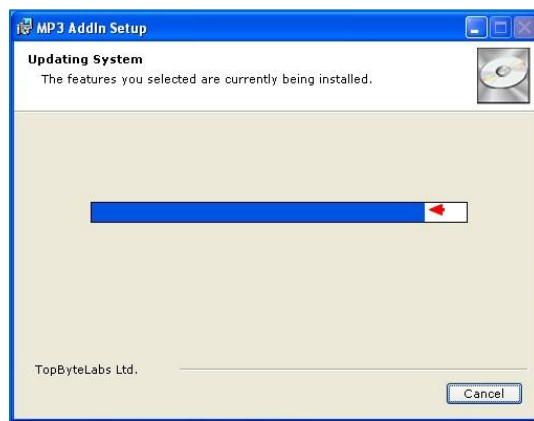 MP3 AddIn Setup
Updating System
The features you selected are currently being installed.
TopByteLabs Ltd.
Cancel